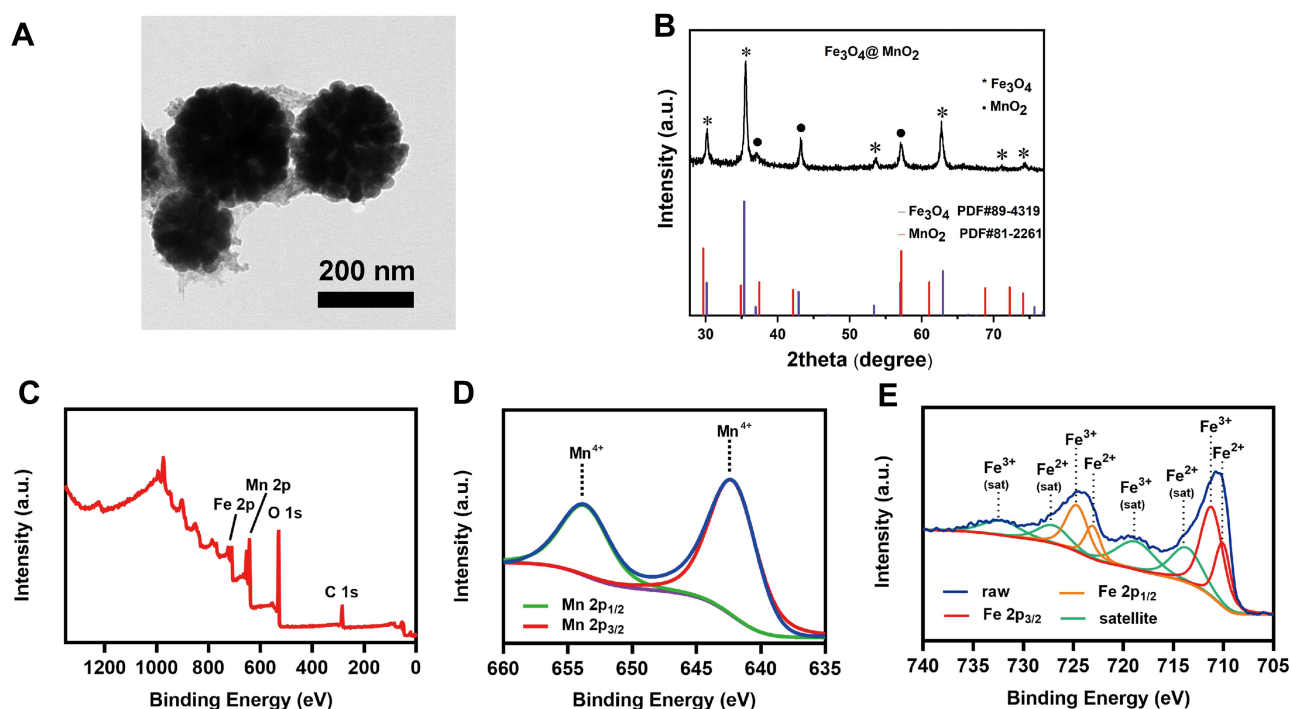 A
200 nm
B
Fe₃O₄@ MnO₂
* Fe₃O₄
• MnO₂
Intensity (a.u.)
Fe₃O₄ PDF#89-4319
MnO₂ PDF#81-2261
30 40 50 60 70
2theta (degree)
C
Intensity (a.u.)
Fe 2p
Mn 2p
O 1s
C 1s
1200 1000 800 600 400 200 0
Binding Energy (eV)
D
Intensity (a.u.)
Mn⁴⁺
Mn⁴⁺
Mn 2p₁/₂
Mn 2p₃/₂
660 655 650 645 640 635
Binding Energy (eV)
E
Intensity (a.u.)
Fe³⁺
(sat)
Fe²⁺
(sat)
Fe³⁺
Fe²⁺
Fe³⁺
(sat)
Fe²⁺
(sat)
Fe³⁺
Fe²⁺
raw
Fe 2p₁/₂
Fe 2p₃/₂
satellite
740 735 730 725 720 715 710 705
Binding Energy (eV)